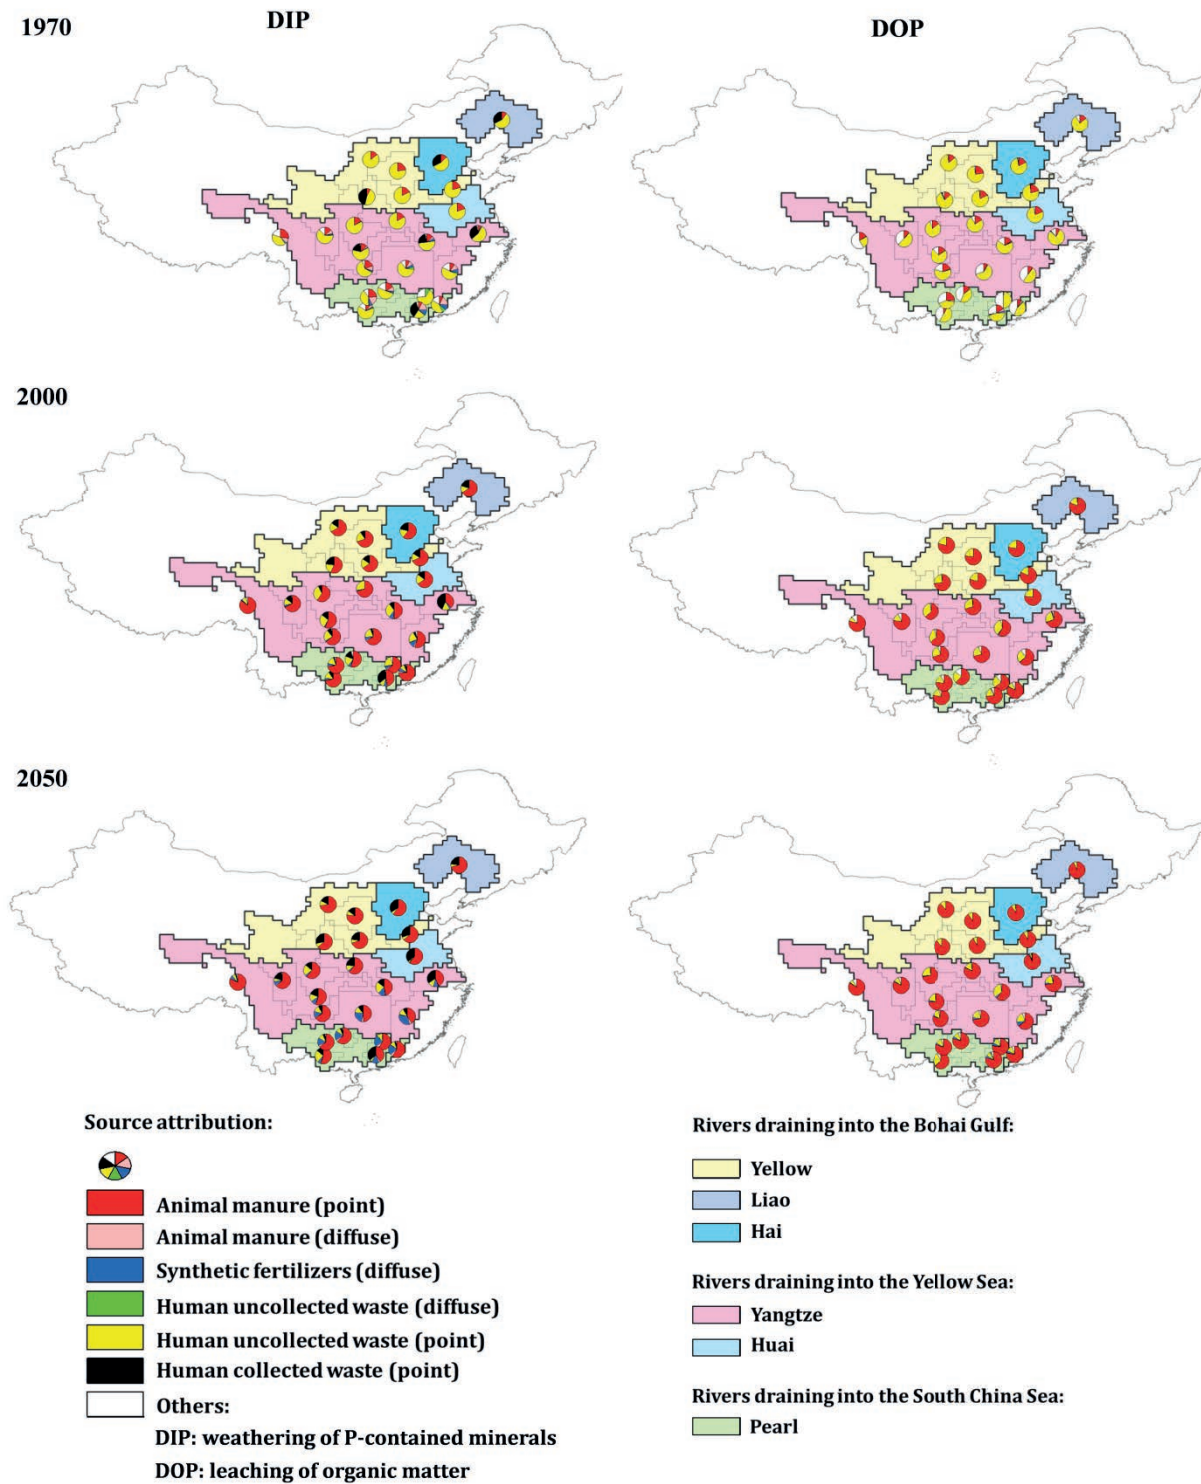 1970
DIP
DOP
2000
2050
Source attribution:
Animal manure (point)
Animal manure (diffuse)
Synthetic fertilizers (diffuse)
Human uncollected waste (diffuse)
Human uncollected waste (point)
Human collected waste (point)
Others:
DIP: weathering of P-contained minerals
DOP: leaching of organic matter
Rivers draining into the Bohai Gulf:
Yellow
Liao
Hai
Rivers draining into the Yellow Sea:
Yangtze
Huai
Rivers draining into the South China Sea:
Pearl